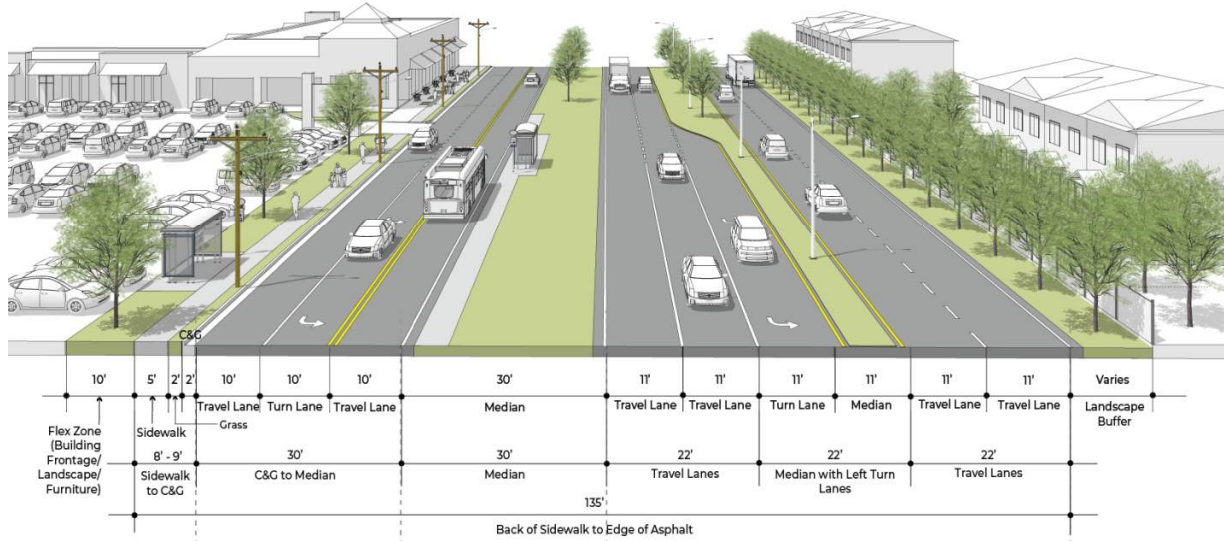 C&G
10'
5'
2'
2'
10'
10'
10'
30'
11'
11'
11'
11'
11'
11'
Varies
Travel Lane
Turn Lane
Travel Lane
Median
Travel Lane
Travel Lane
Turn Lane
Median
Travel Lane
Travel Lane
Landscape
Buffer
Flex Zone
(Building
Frontage/
Landscape/
Furniture)
Sidewalk
Grass
8' - 9'
30'
30'
22'
22'
22'
Sidewalk
to C&G
C&G to Median
Median
Travel Lanes
Median with Left Turn
Lanes
Travel Lanes
135'
Back of Sidewalk to Edge of Asphalt